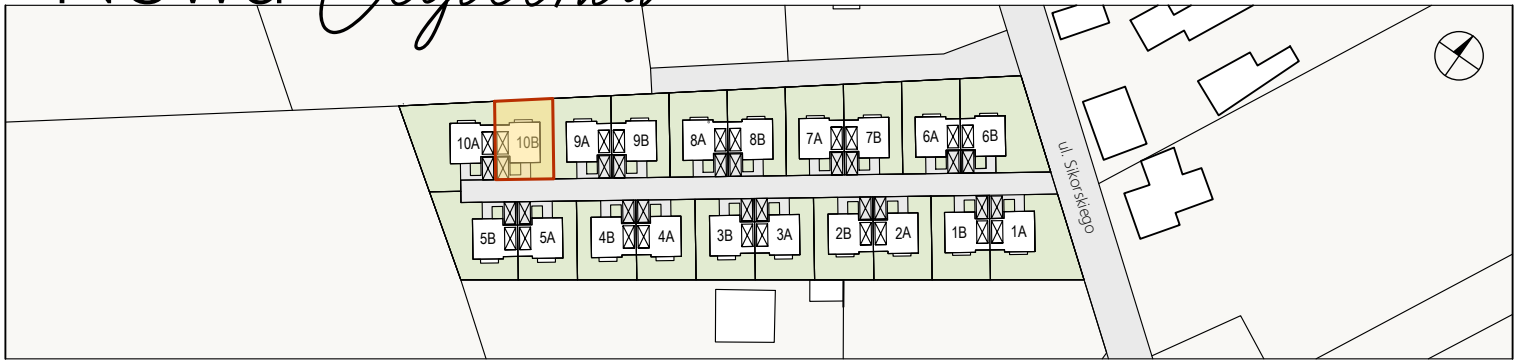 10A 10B 9A 9B 8A 8B 7A 7B 6A 6B
ul. Sikorskiego
5B 5A 4B 4A 3B 3A 2B 2A 1B 1A